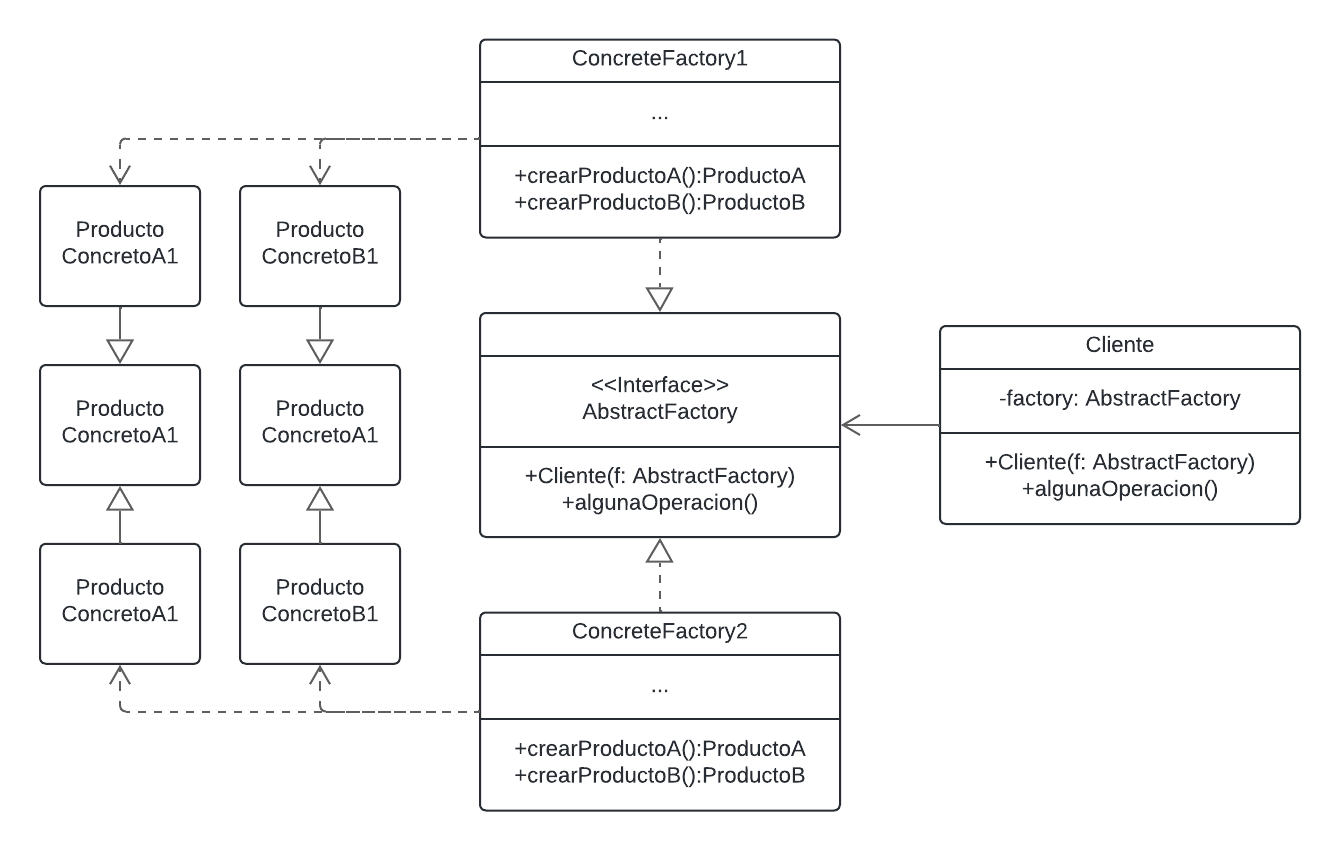 ConcreteFactory1
...
+crearProductoA():ProductoA
+crearProductoB():ProductoB
Producto
ConcretoA1
Producto
ConcretoB1
Producto
ConcretoA1
Producto
ConcretoA1
<<Interface>>
AbstractFactory
+Cliente(f: AbstractFactory)
+algunaOperacion()
Cliente
-factory: AbstractFactory
+Cliente(f: AbstractFactory)
+algunaOperacion()
Producto
ConcretoA1
Producto
ConcretoB1
ConcreteFactory2
...
+crearProductoA():ProductoA
+crearProductoB():ProductoB